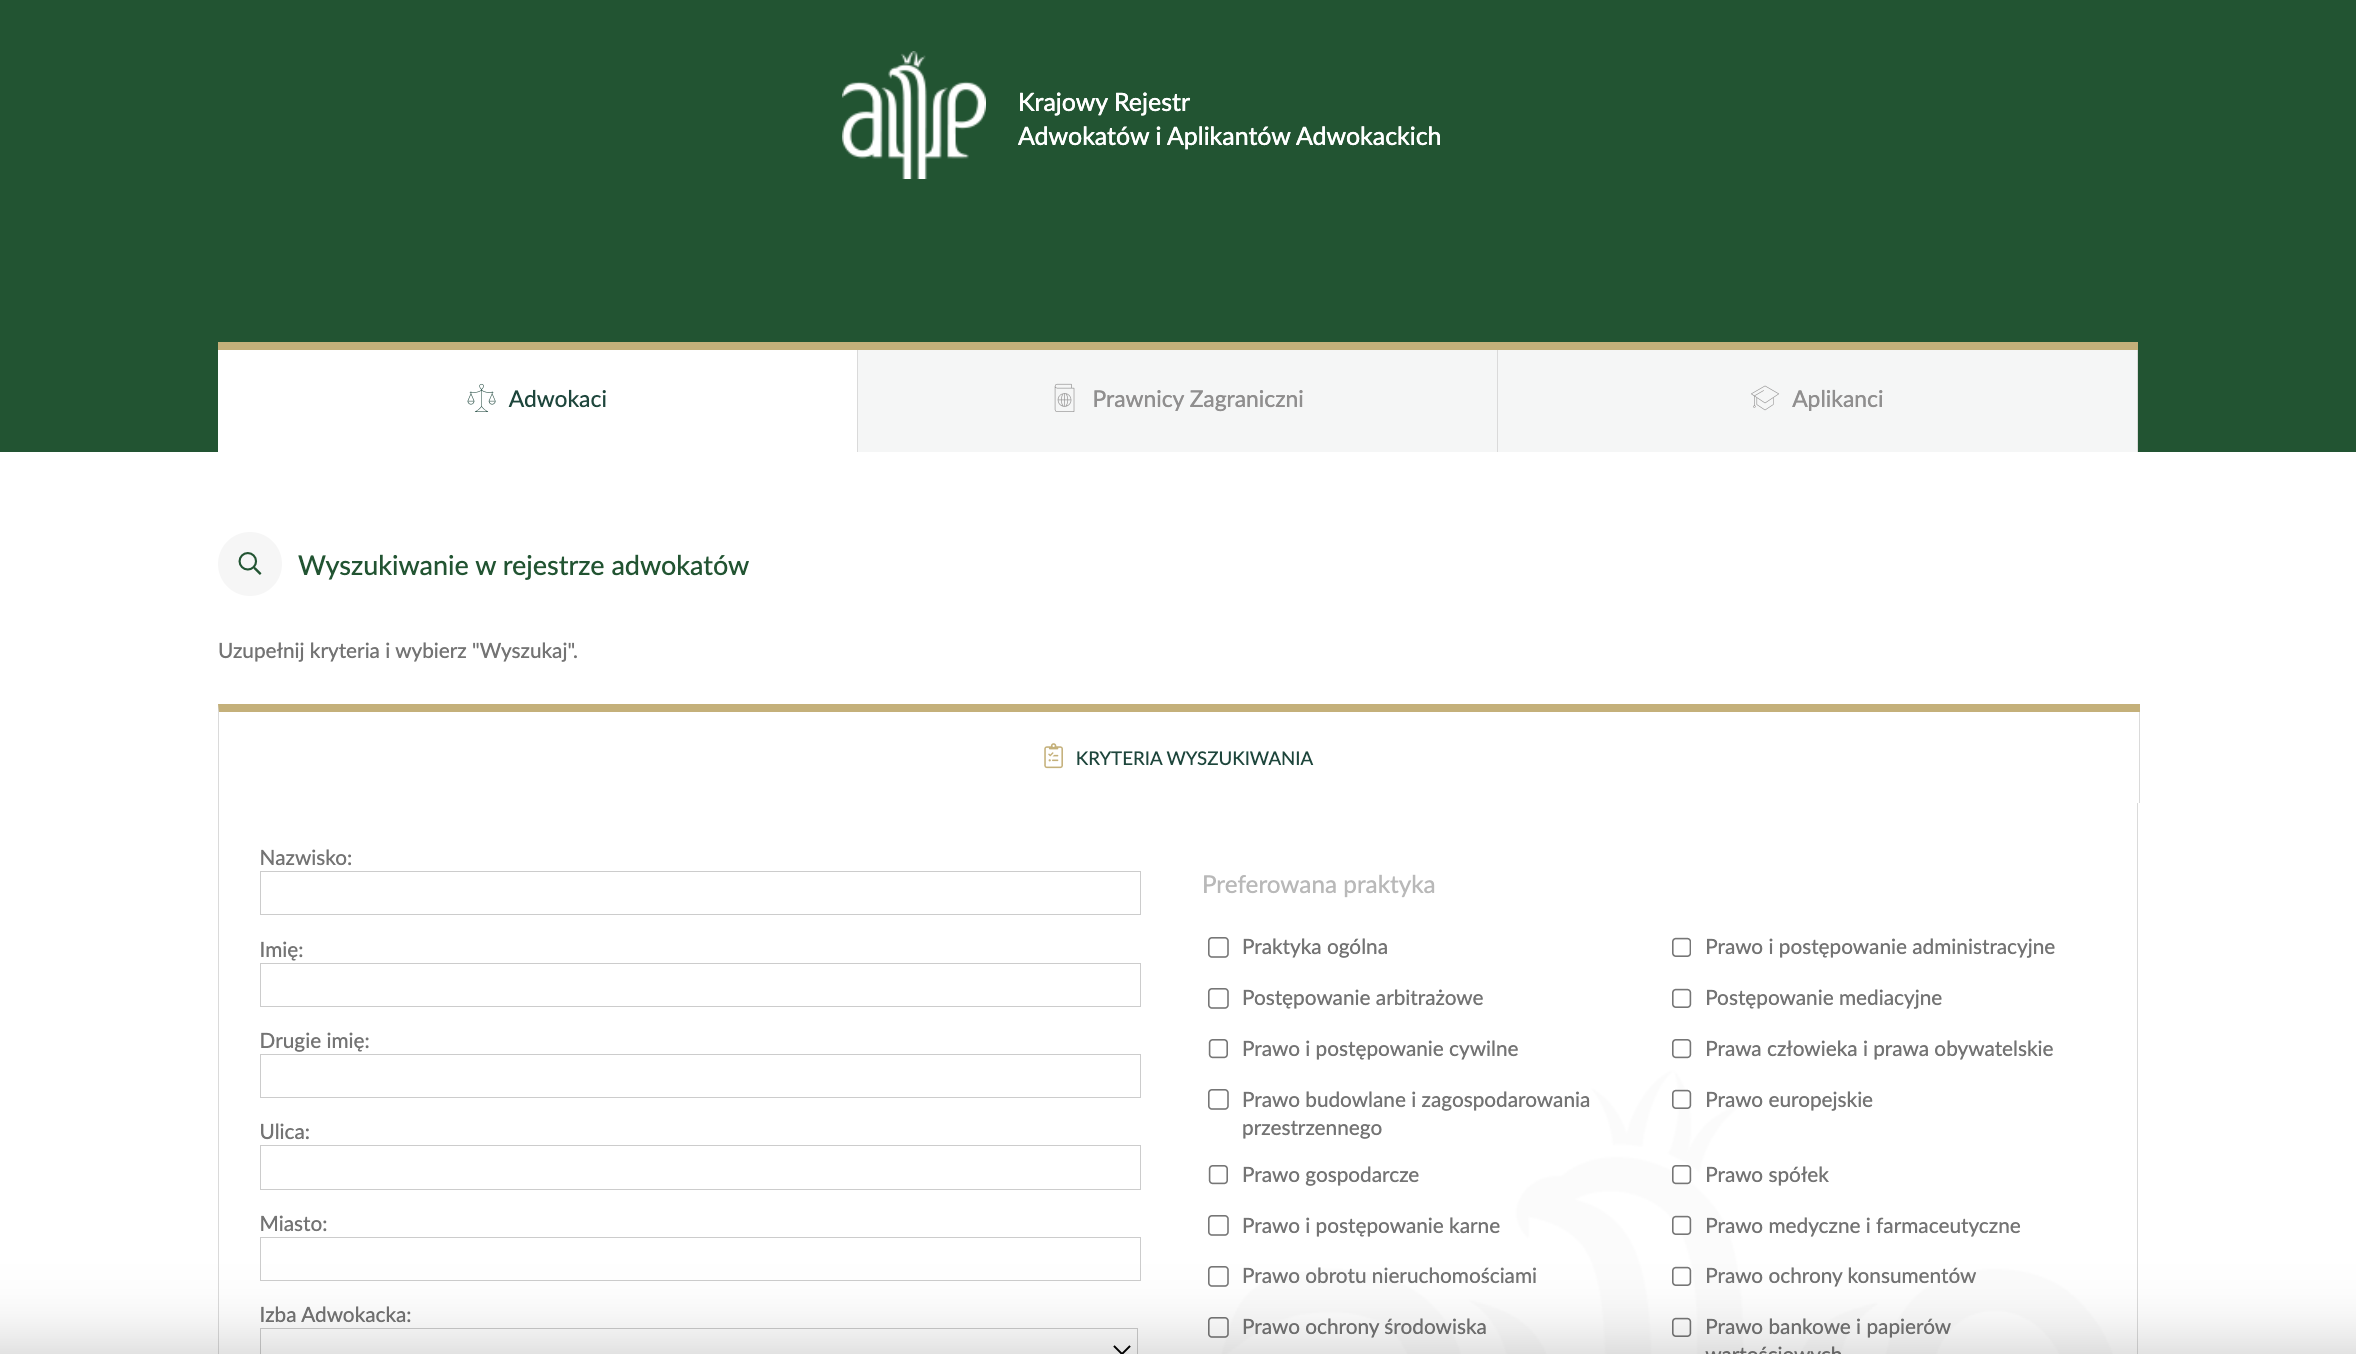 Krajowy Rejestr
Adwokatów i Aplikantów Adwokackich
Adwokaci
Prawnicy Zagraniczni
Aplikanci
Wyszukiwanie w rejestrze adwokatów
Uzupełnij kryteria i wybierz "Wyszukaj".
KRYTERIA WYSZUKIWANIA
Nazwisko:
Imię:
Drugie imię:
Ulica:
Miasto:
Izba Adwokacka:
Preferowana praktyka
Praktyka ogólna
Prawo i postępowanie administracyjne
Postępowanie arbitrażowe
Postępowanie mediacyjne
Prawo i postępowanie cywilne
Prawa człowieka i prawa obywatelskie
Prawo budowlane i zagospodarowania
przestrzennego
Prawo europejskie
Prawo gospodarcze
Prawo spółek
Prawo i postępowanie karne
Prawo medyczne i farmaceutyczne
Prawo obrotu nieruchomościami
Prawo ochrony konsumentów
Prawo ochrony środowiska
Prawo bankowe i papierów
wartościowych